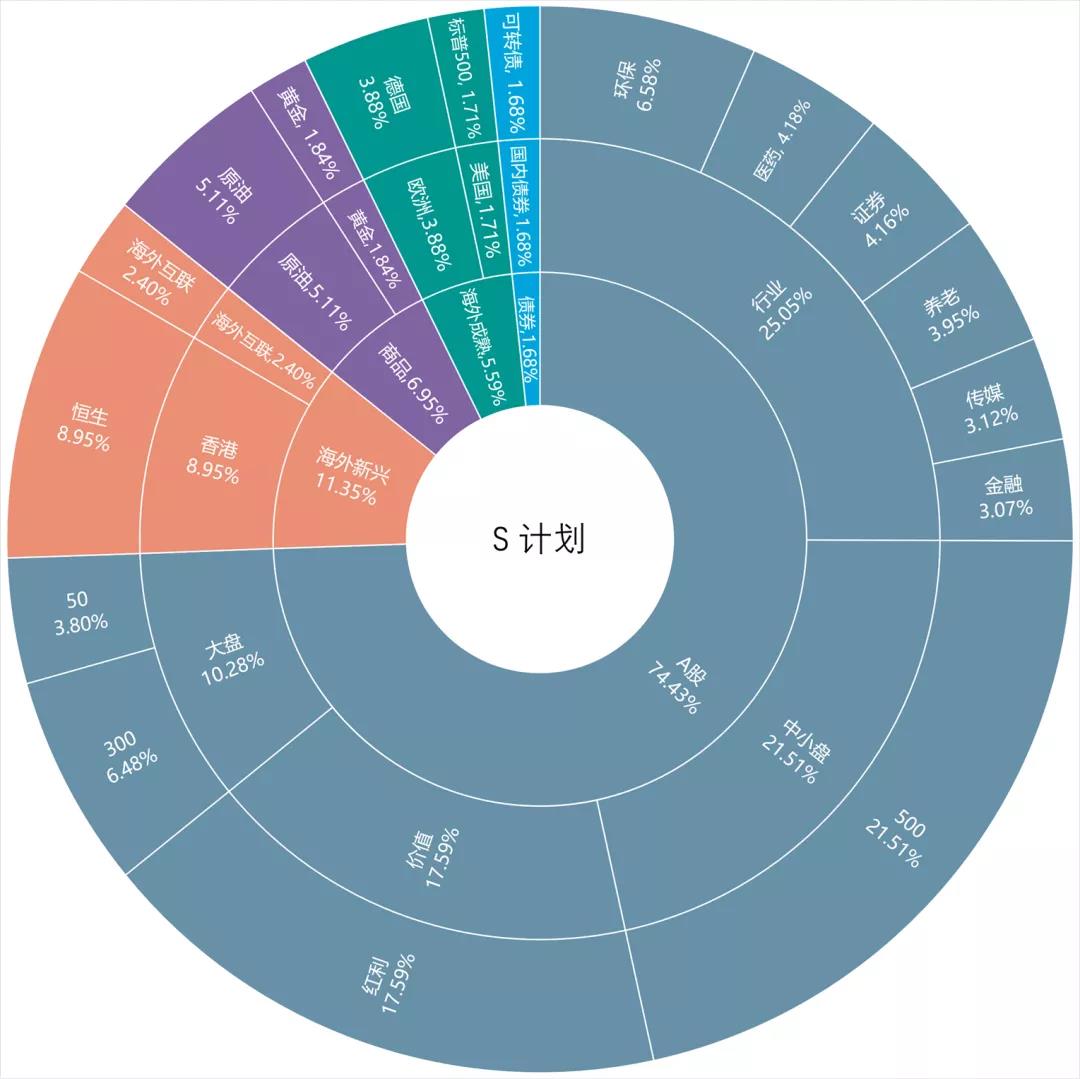 S 计划
A股
74.43%
行业
25.05%
环保
6.58%
医药, 4.18%
证券
4.16%
养老
3.95%
传媒
3.12%
金融
3.07%
中小盘
21.51%
500
21.51%
价值
17.59%
红利
17.59%
大盘
10.28%
300
6.48%
50
3.80%
海外新兴
11.35%
香港
8.95%
恒生
8.95%
海外互联,2.40%
海外互联
2.40%
商品,6.95%
原油,5.11%
原油
5.11%
黄金,1.84%
黄金, 1.84%
海外成熟,5.59%
欧洲,3.88%
德国
3.88%
美国,1.71%
标普500, 1.71%
债券,1.68%
国内债券,1.68%
可转债, 1.68%